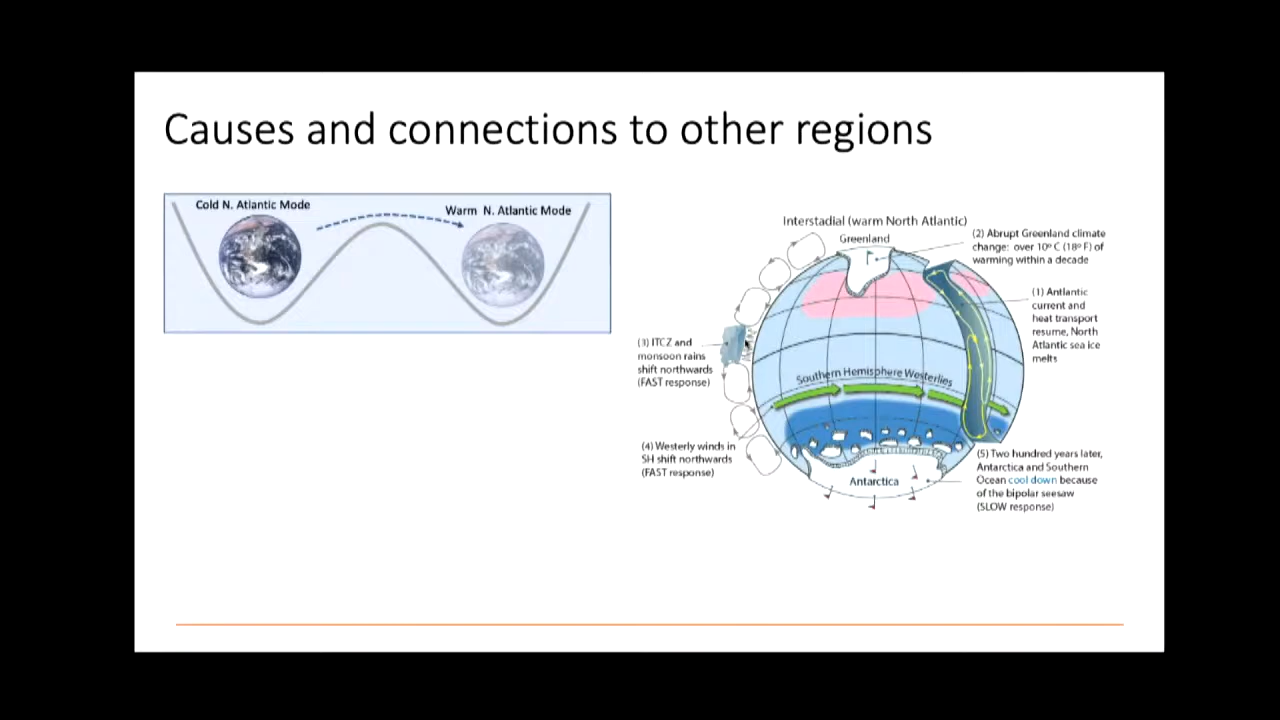 Causes and connections to other regions
Cold N. Atlantic Mode
Warm N. Atlantic Mode
Interstadial (warm North Atlantic)
Greenland
(2) Abrupt Greenland climate
change: over 10º C (18º F) of
warming within a decade
(1) Antlantic
current and
heat transport
resume, North
Atlantic sea ice
melts
(3) ITCZ and
monsoon rains
shift northwards
(FAST response)
Southern Hemisphere Westerlies
(4) Westerly winds in
SH shift northwards
(FAST response)
Antarctica
(5) Two hundred years later,
Antarctica and Southern
Ocean cool down because
of the bipolar seesaw
(SLOW response)